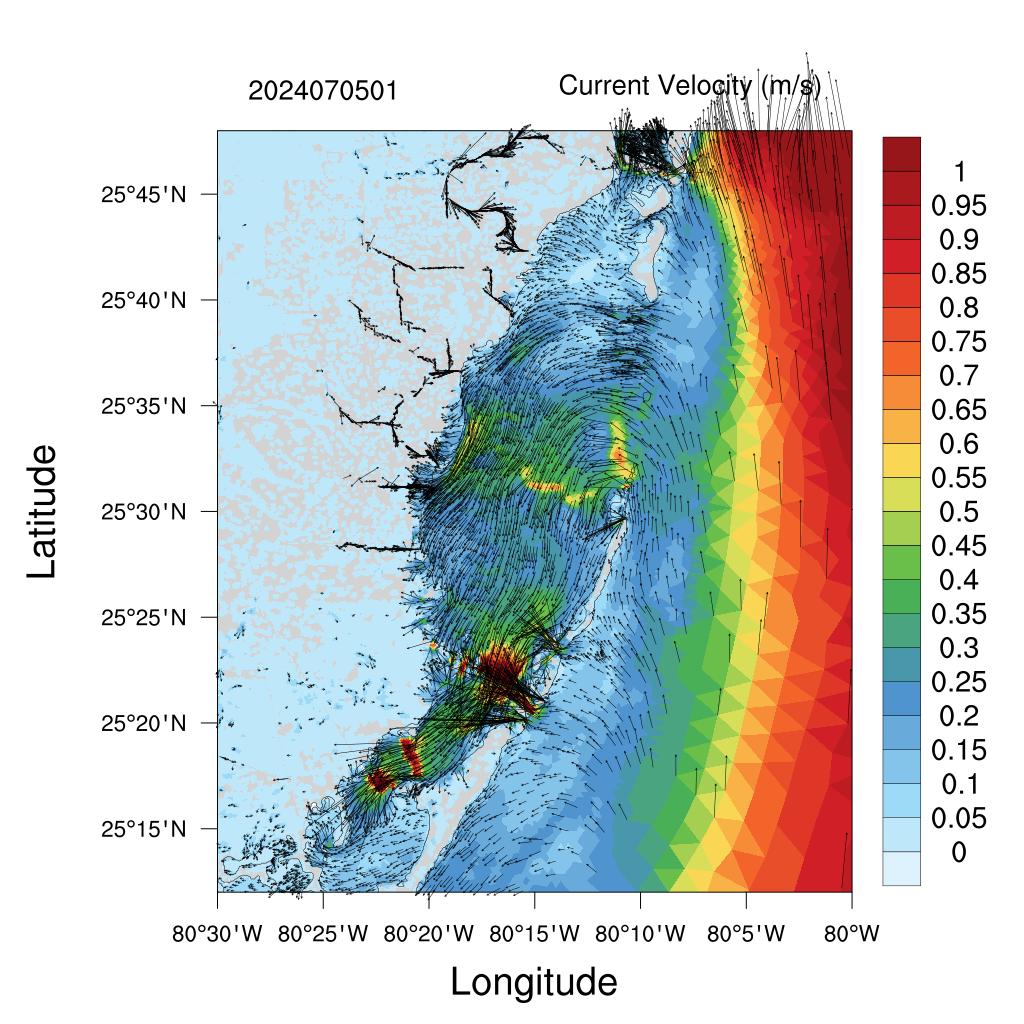 2024070501
Current Velocity (m/s)
Latitude
25°45'N
25°40'N
25°35'N
25°30'N
25°25'N
25°20'N
25°15'N
80°30'W 80°25'W 80°20'W 80°15'W 80°10'W 80°5'W 80°W
Longitude
1
0.95
0.9
0.85
0.8
0.75
0.7
0.65
0.6
0.55
0.5
0.45
0.4
0.35
0.3
0.25
0.2
0.15
0.1
0.05
0